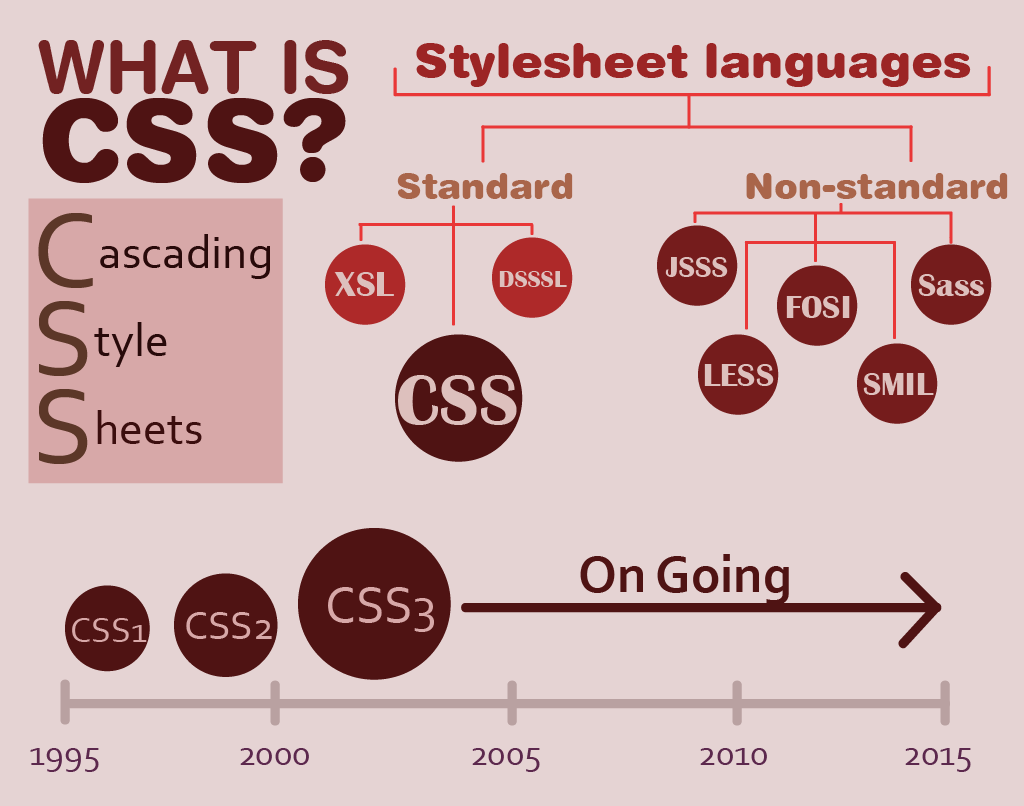 WHAT IS
CSS?
Cascading
Style
Sheets
Stylesheet languages
Standard
Non-standard
XSL
DSSSL
CSS
JSSS
FOSI
Sass
LESS
SMIL
CSS1
CSS2
CSS3
On Going
1995
2000
2005
2010
2015